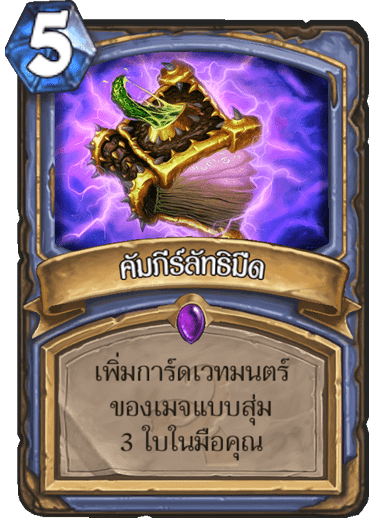 5
คัมภีร์ลัทธิมืด
เพิ่มการ์ดเวทมนตร์
ของเมจแบบสุ่ม
3 ใบในมือคุณ